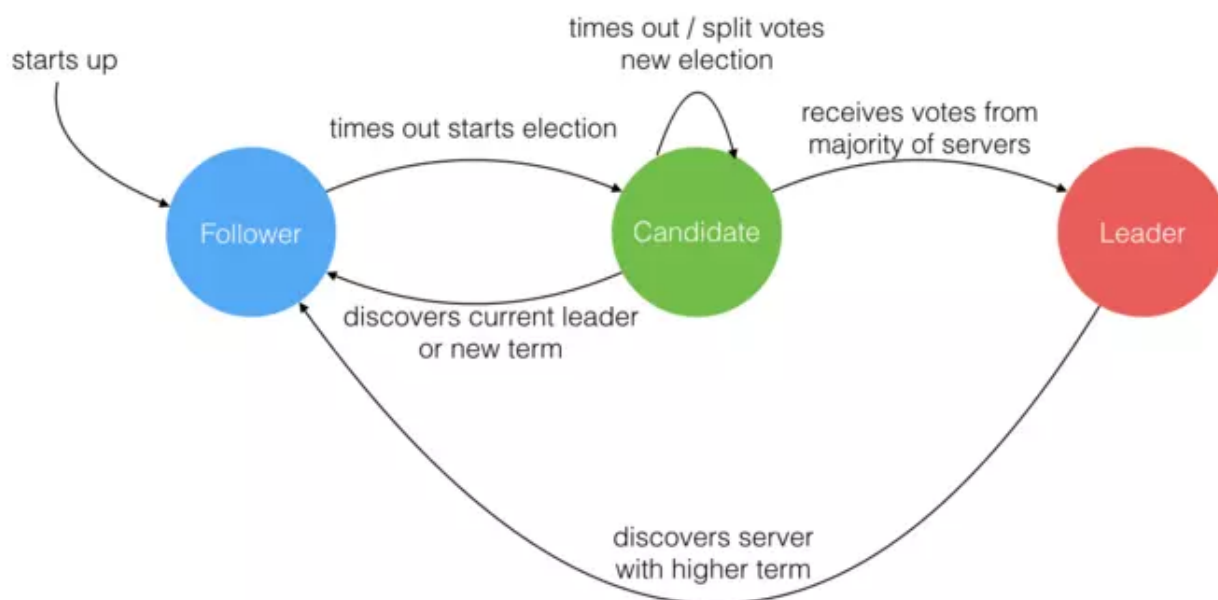 times out / split votes
new election
starts up
receives votes from
majority of servers
times out starts election
Follower
Candidate
Leader
discovers current leader
or new term
discovers server
with higher term